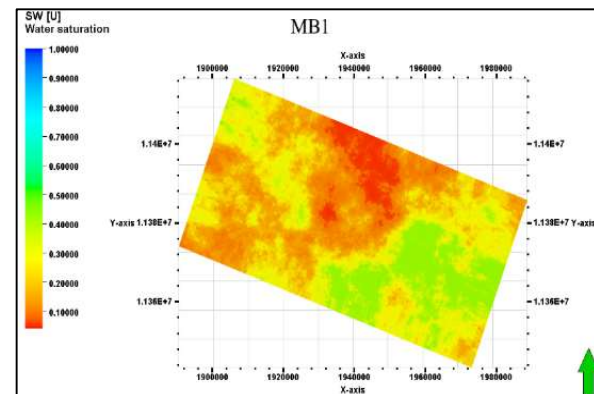 SW [U]
Water saturation
MB1
X-axis
1900000 1920000 1940000 1960000 1980000
1.00000
0.90000
0.80000
0.70000
0.60000
0.50000
0.40000
0.30000
0.20000
0.10000
1.14E+7 1.14E+7
Y-axis 1.138E+7 1.138E+7 Y-axis
1.136E+7 1.136E+7
1900000 1920000 1940000 1960000 1980000
X-axis